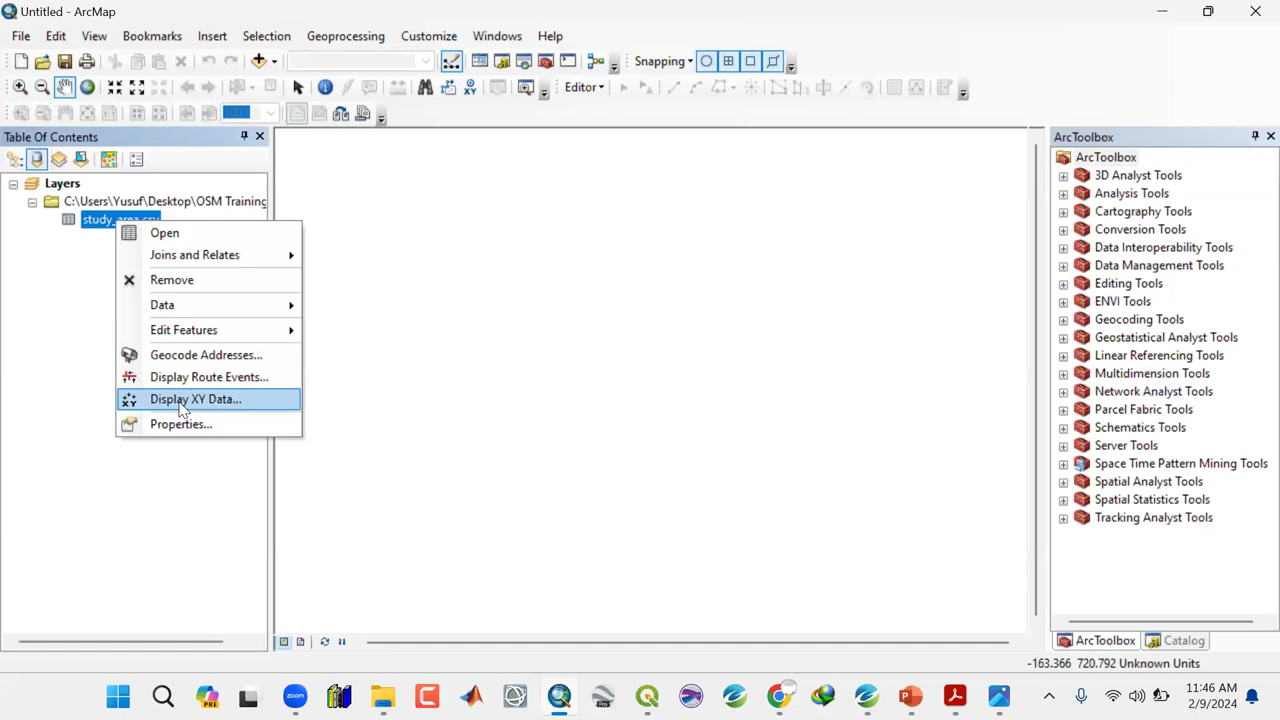 Untitled - ArcMap
File Edit View Bookmarks Insert Selection Geoprocessing Customize Windows Help
Snapping
Editor
Table Of Contents
ArcToolbox
Layers
C:\Users\Yusuf\Desktop\OSM Training
study_area.csv
Open
Joins and Relates
Remove
Data
Edit Features
Geocode Addresses...
Display Route Events...
Display XY Data...
Properties...
ArcToolbox
3D Analyst Tools
Analysis Tools
Cartography Tools
Conversion Tools
Data Interoperability Tools
Data Management Tools
Editing Tools
ENVI Tools
Geocoding Tools
Geostatistical Analyst Tools
Linear Referencing Tools
Multidimension Tools
Network Analyst Tools
Parcel Fabric Tools
Schematics Tools
Server Tools
Space Time Pattern Mining Tools
Spatial Analyst Tools
Spatial Statistics Tools
Tracking Analyst Tools
ArcToolbox Catalog
-163.366 720.792 Unknown Units
PRE
zoom
Pro
11:46 AM
2/9/2024